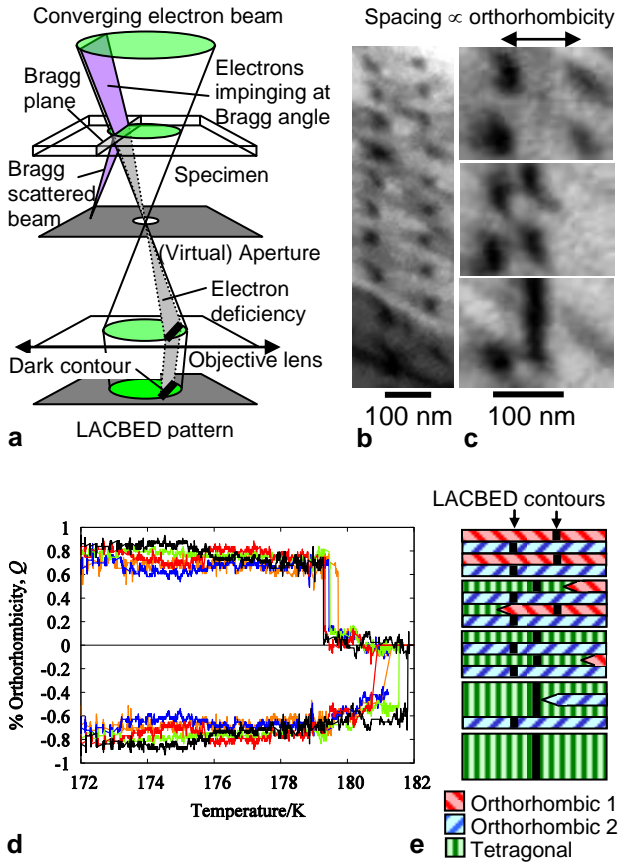 Converging electron beam
Bragg
plane
Electrons
impinging at
Bragg angle
Bragg
scattered
beam
Specimen
(Virtual) Aperture
Electron
deficiency
Dark contour
Objective lens
LACBED pattern
a
Spacing ∝ orthorhombicity
100 nm
100 nm
b
c
% Orthorhombicity, Q
1
0.8
0.6
0.4
0.2
0
-0.2
-0.4
-0.6
-0.8
-1
172
174
176
178
180
182
Temperature/K
d
LACBED contours
Orthorhombic 1
Orthorhombic 2
Tetragonal
e